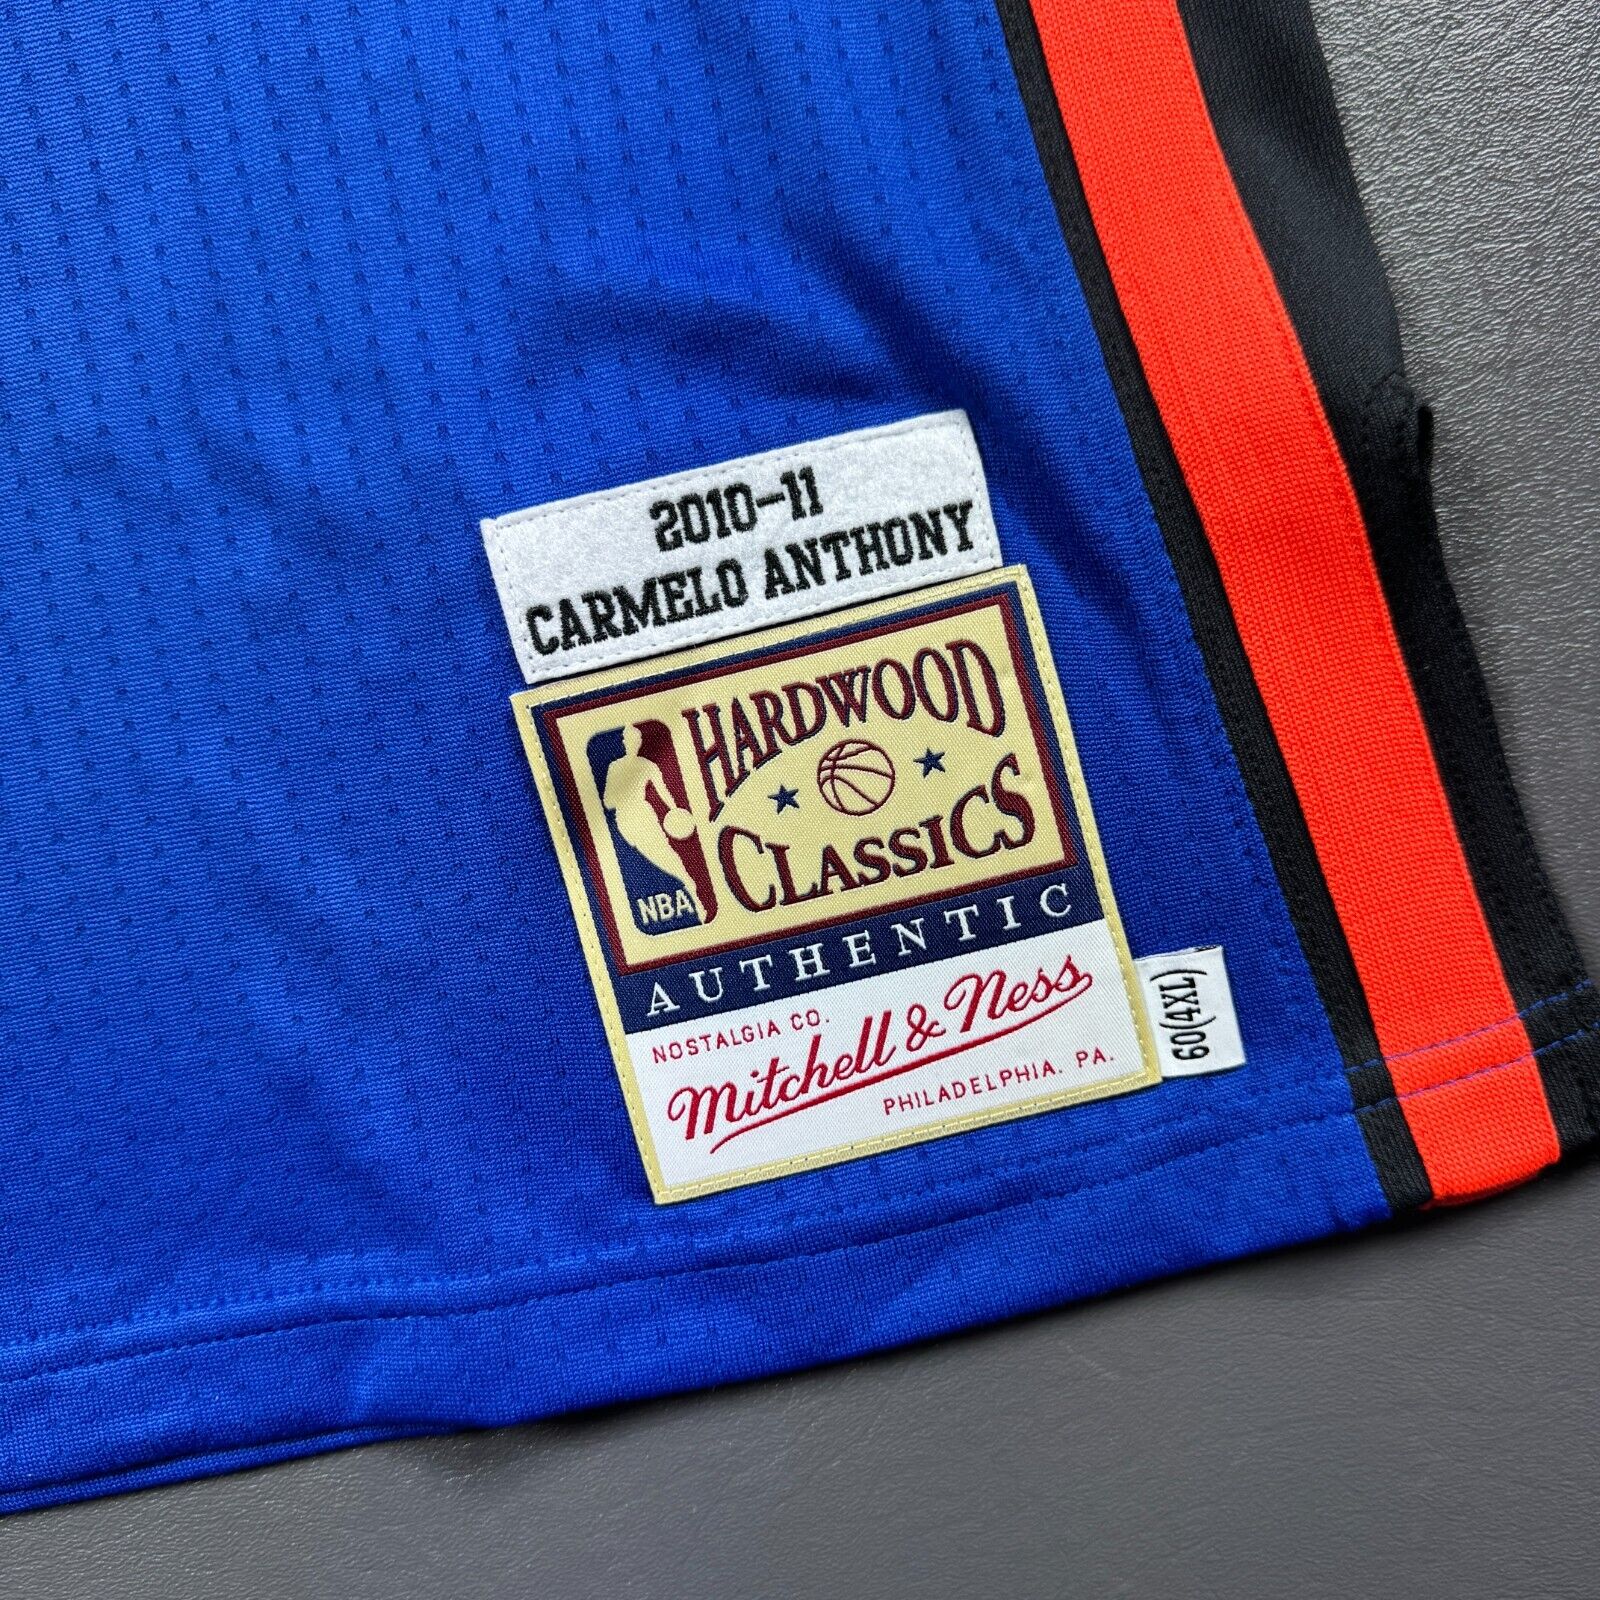 2010-11
CARMELO ANTHONY
HARDWOOD
CLASSICS
NBA
AUTHENTIC
NOSTALGIA CO.
Mitchell & Ness
PHILADELPHIA. PA.
60(4XL)